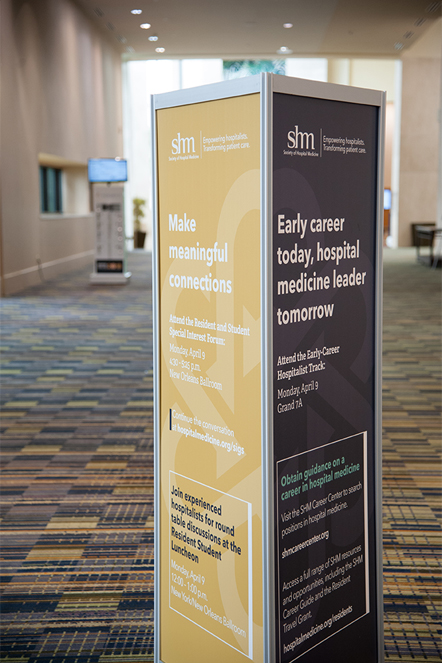 shm
Society of Hospital Medicine
Empowering hospitalists.
Transforming patient care.
Make
meaningful
connections
Attend the Resident and Student
Special Interest Forum:
Monday, April 9
New Orleans Ballroom
Continue the conversation
at hospitalmedicine.org/sigs
Join experienced
hospitalists for round
table discussions at the
Resident Student
Luncheon
Monday, April 9
12:00 - 1:00 p.m.
New York/New Orleans Ballroom
shm
Society of Hospital Medicine
Empowering hospitalists.
Transforming patient care.
Early career
today, hospital
medicine leader
tomorrow
Attend the Early-Career
Hospitalist Track:
Monday, April 9
Grand 7A
Obtain guidance on a
career in hospital medicine
Visit the SHM Career Center to search
positions in hospital medicine.
shmcareercenter.org
Access a full range of SHM resources
and opportunities, including the SHM
Career Guide and the Resident
Travel Grant.
hospitalmedicine.org/residents